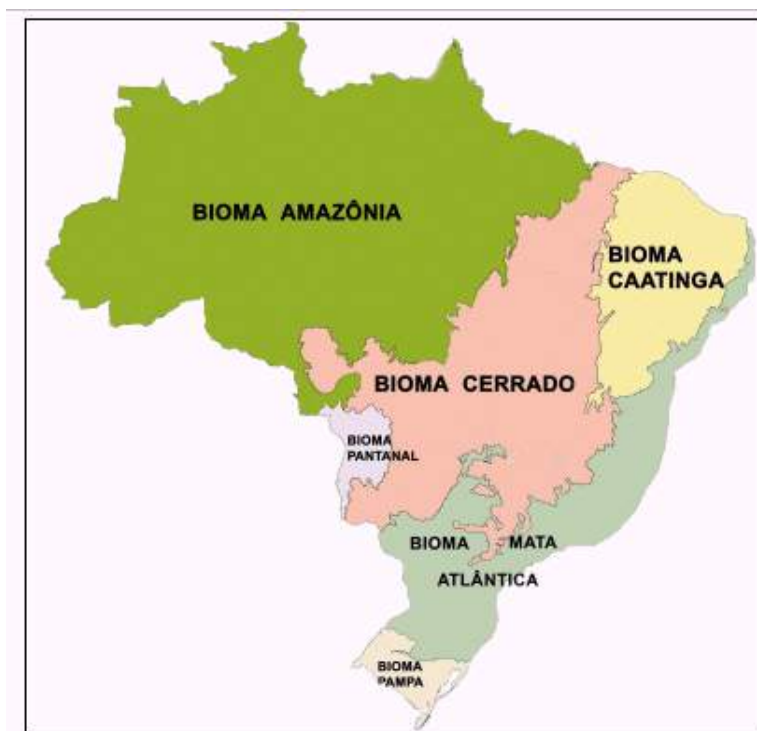 BIOMA AMAZÔNIA
BIOMA
CAATINGA
BIOMA CERRADO
BIOMA
PANTANAL
BIOMA MATA
ATLÂNTICA
BIOMA
PAMPA